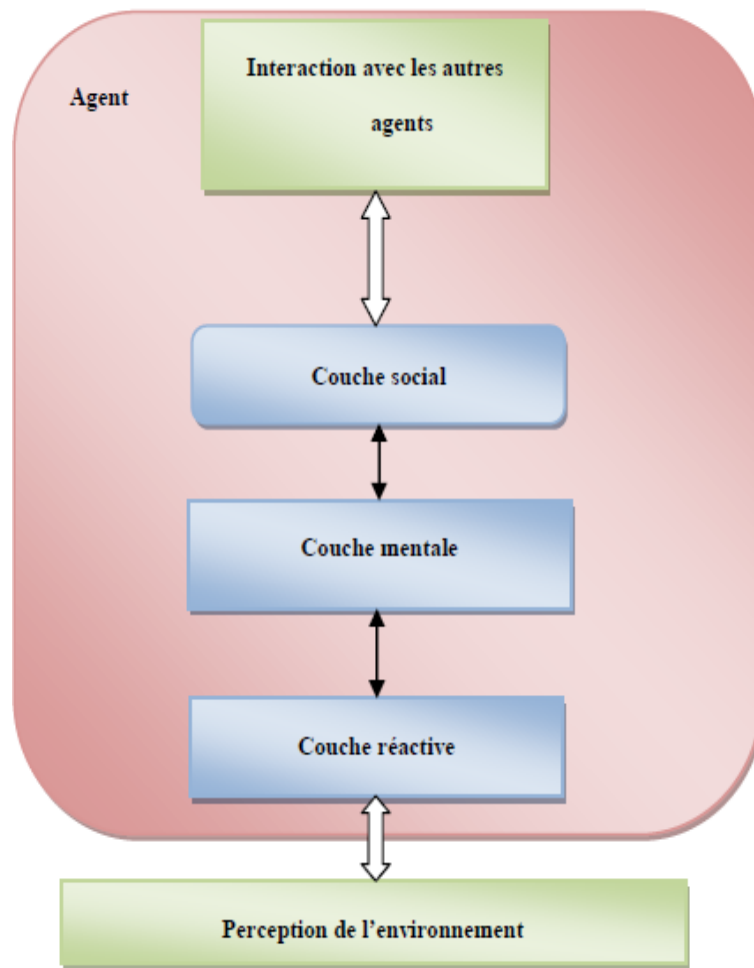 Interaction avec les autres
Agent
agents
Couche social
Couche mentale
Couche réactive
Perception de l’environnement